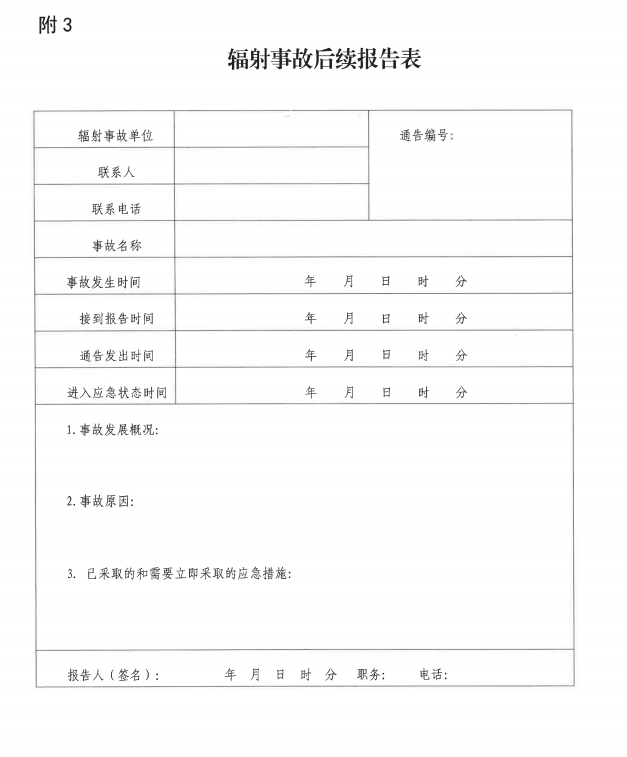 附 3
辐射事故后续报告表
辐射事故单位
通告编号:
联系人
联系电话
事故名称
事故发生时间 年 月 日 时 分
接到报告时间 年 月 日 时 分
通告发出时间 年 月 日 时 分
进入应急状态时间 年 月 日 时 分
1.事故发展概况:
2.事故原因:
3. 已采取的和需要立即采取的应急措施:
报告人(签名): 年 月 日 时 分 职务: 电话: